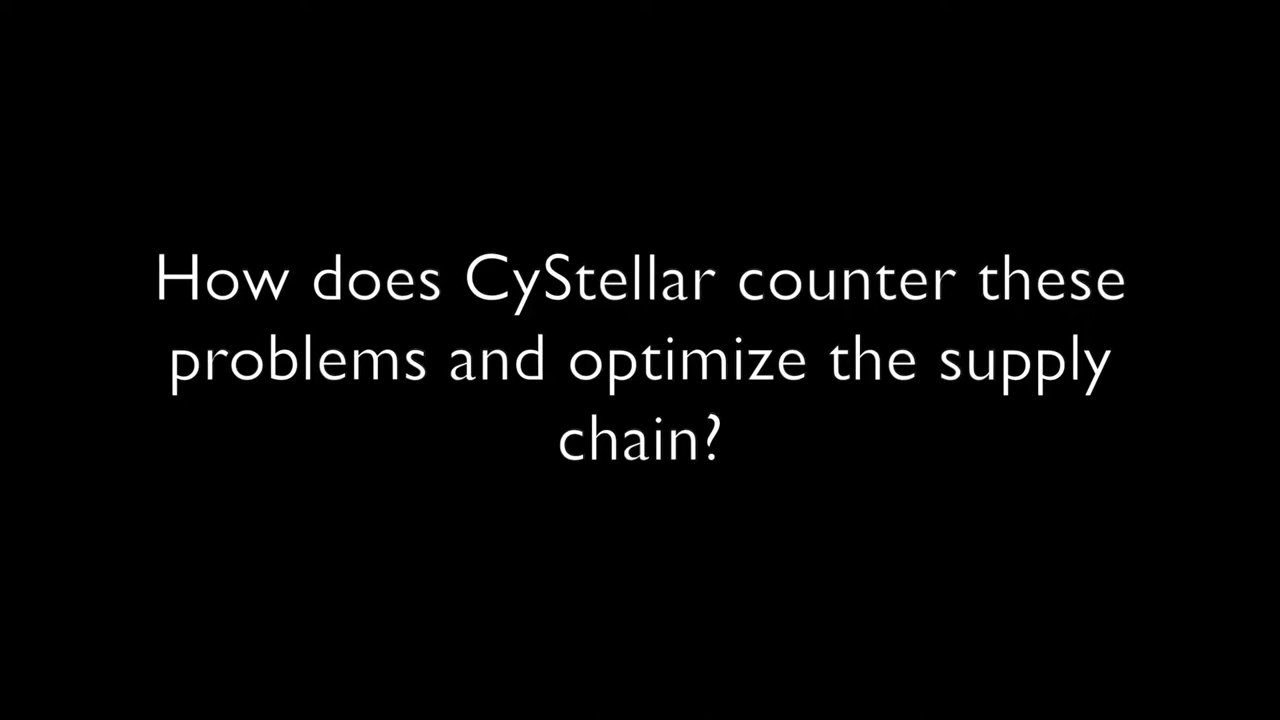 How does CyStellar counter these
problems and optimize the supply
chain?